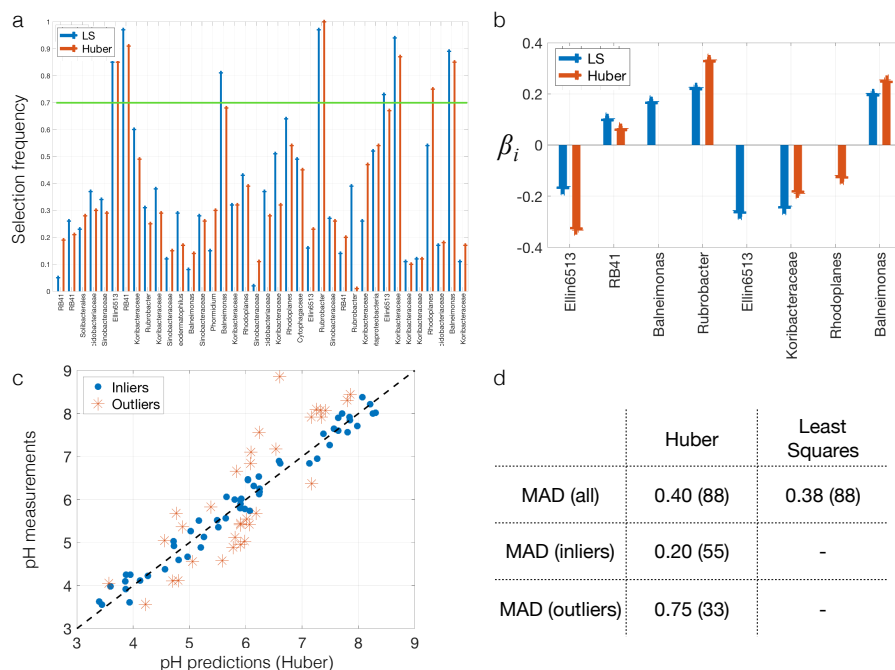 a
LS
Huber
Selection frequency
1
0.9
0.8
0.7
0.6
0.5
0.4
0.3
0.2
0.1
0
RB41
RB41
Solibacterales
Sinobacteraceae
Ellin6513
RB41
Koribacteraceae
Rubrobacter
Koribacteraceae
Sinobacteraceae
Balneimonas
Sinobacteraceae
Phormidium
Balneimonas
Koribacteraceae
Rhodoplanes
Sinobacteraceae
Koribacteraceae
Rhodoplanes
Cytophagaceae
Ellin6513
Rubrobacter
Sinobacteraceae
RB41
Rubrobacter
Koribacteraceae
Ellin6513
Koribacteraceae
Koribacteraceae
Koribacteraceae
Rhodoplanes
Balneimonas
Koribacteraceae
b
LS
Huber
βi
0.4
0.2
0
-0.2
-0.4
Ellin6513
RB41
Balneimonas
Rubrobacter
Ellin6513
Koribacteraceae
Rhodoplanes
Balneimonas
c
Inliers
Outliers
pH measurements
9
8
7
6
5
4
3
3 4 5 6 7 8 9
pH predictions (Huber)
d
Huber
Least
Squares
MAD (all) 0.40 (88) 0.38 (88)
MAD (inliers) 0.20 (55) -
MAD (outliers) 0.75 (33) -